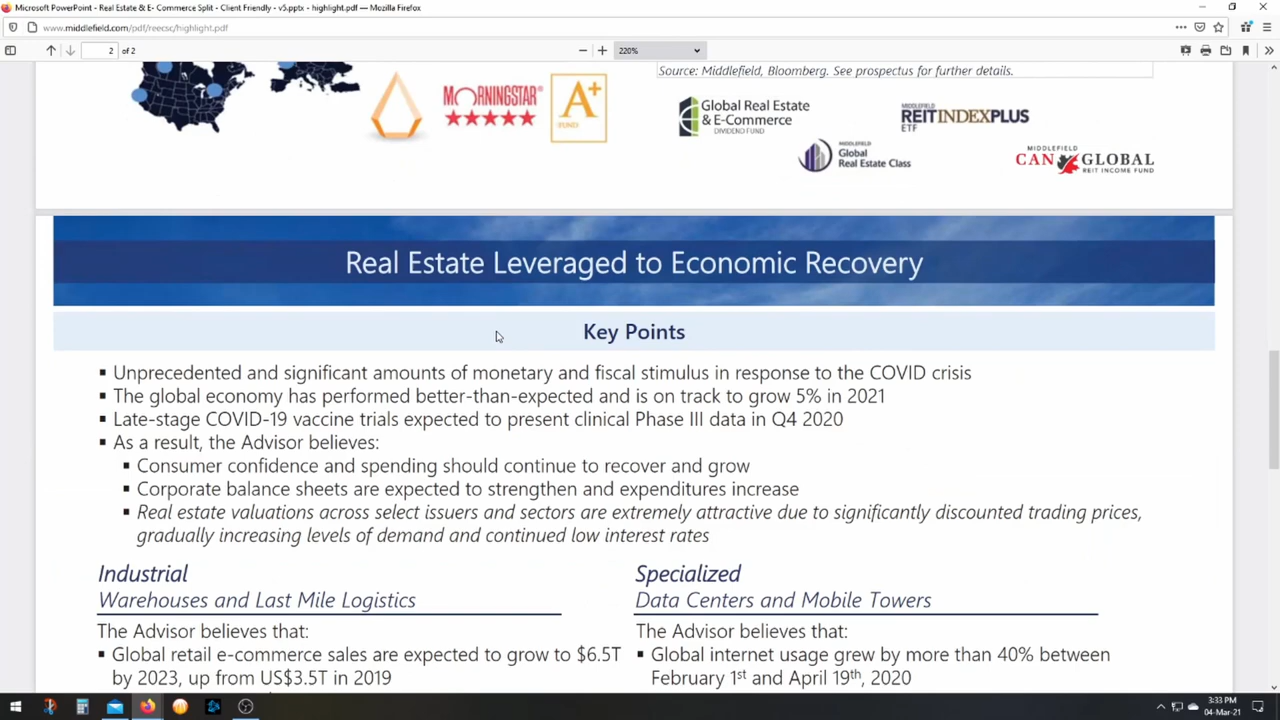 Microsoft PowerPoint - Real Estate & E- Commerce Split - Client Friendly - v5.pptx - highlight.pdf — Mozilla Firefox
www.middlefield.com/pdf/reecsc/highlight.pdf
2 of 2
220%
Source: Middlefield, Bloomberg. See prospectus for further details.
MORNINGSTAR®
A+
FUND
Global Real Estate
& E-Commerce
DIVIDEND FUND
MIDDLEFIELD
REITINDEXPLUS
ETF
MIDDLEFIELD
Global
Real Estate Class
MIDDLEFIELD
CAN GLOBAL
REIT INCOME FUND
Real Estate Leveraged to Economic Recovery
Key Points
▪ Unprecedented and significant amounts of monetary and fiscal stimulus in response to the COVID crisis
▪ The global economy has performed better-than-expected and is on track to grow 5% in 2021
▪ Late-stage COVID-19 vaccine trials expected to present clinical Phase III data in Q4 2020
▪ As a result, the Advisor believes:
▪ Consumer confidence and spending should continue to recover and grow
▪ Corporate balance sheets are expected to strengthen and expenditures increase
▪ Real estate valuations across select issuers and sectors are extremely attractive due to significantly discounted trading prices,
gradually increasing levels of demand and continued low interest rates
Industrial
Warehouses and Last Mile Logistics
The Advisor believes that:
▪ Global retail e-commerce sales are expected to grow to $6.5T
by 2023, up from US$3.5T in 2019
Specialized
Data Centers and Mobile Towers
The Advisor believes that:
▪ Global internet usage grew by more than 40% between
February 1st and April 19th, 2020
3:33 PM
04-Mar-21